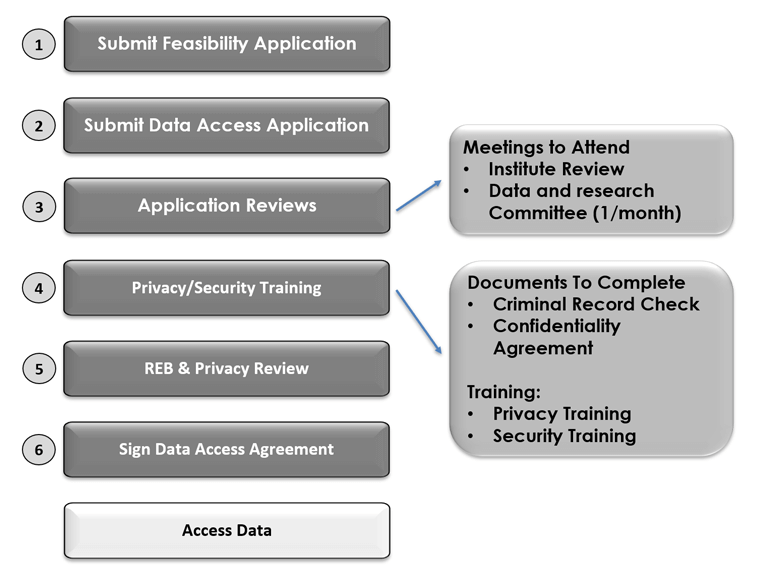 1 Submit Feasibility Application
2 Submit Data Access Application
3 Application Reviews
Meetings to Attend
• Institute Review
• Data and research
Committee (1/month)
4 Privacy/Security Training
Documents To Complete
• Criminal Record Check
• Confidentiality
Agreement
Training:
• Privacy Training
• Security Training
5 REB & Privacy Review
6 Sign Data Access Agreement
Access Data